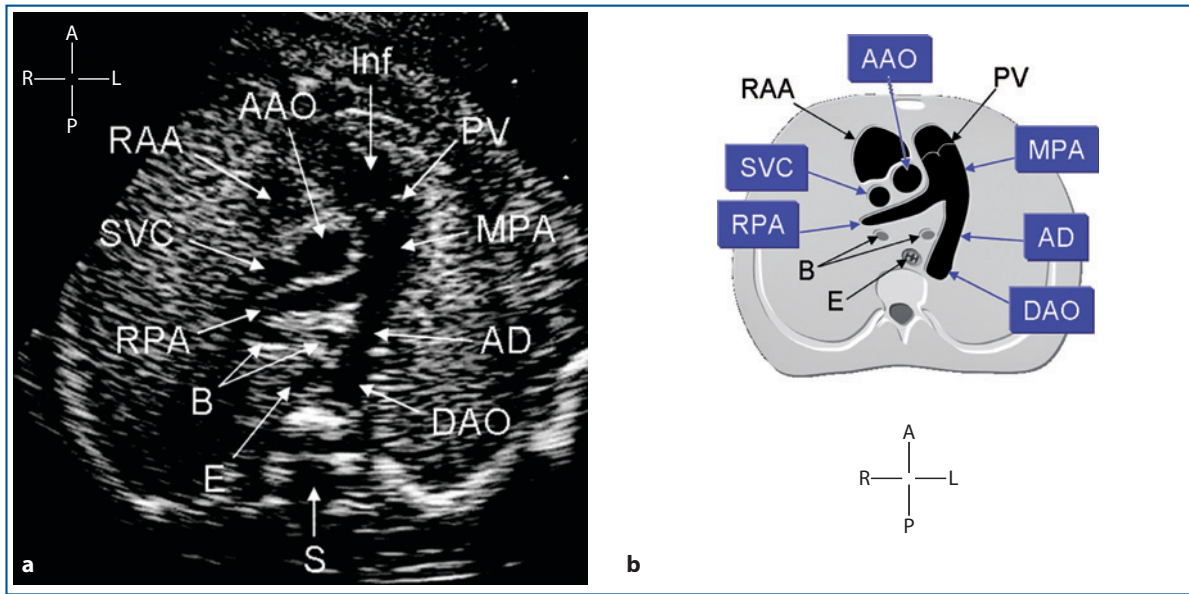 A
R L
P
Inf
AAO
RAA
PV
SVC
MPA
RPA
AD
B
DAO
E
S
a
AAO
RAA
PV
SVC
MPA
RPA
AD
B
E
DAO
A
R L
P
b